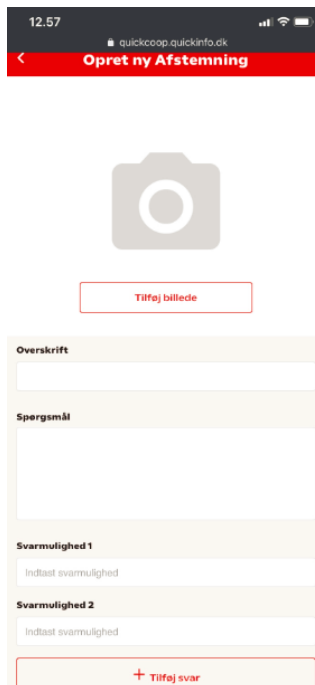 12.57
quickcoop.quickinfo.dk
Opret ny Afstemning
Tilføj billede
Overskrift
Spørgsmål
Svarmulighed 1
Indtast svarmulighed
Svarmulighed 2
Indtast svarmulighed
+ Tilføj svar